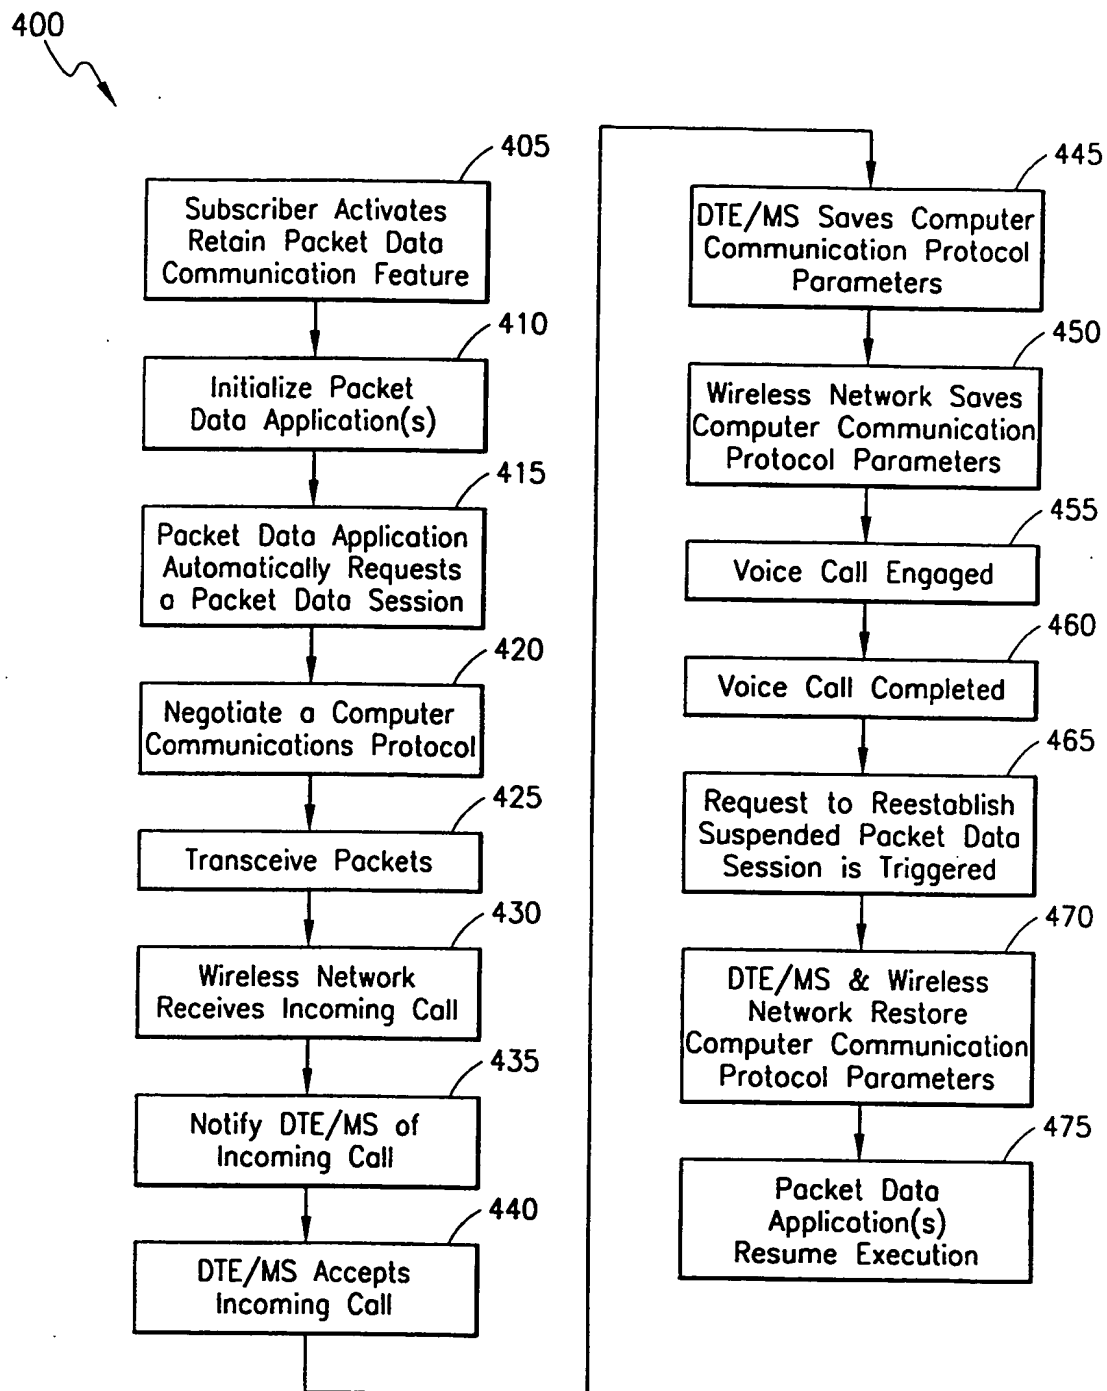 400
405
Subscriber Activates
Retain Packet Data
Communication Feature
410
Initialize Packet
Data Application(s)
415
Packet Data Application
Automatically Requests
a Packet Data Session
420
Negotiate a Computer
Communications Protocol
425
Transceive Packets
430
Wireless Network
Receives Incoming Call
435
Notify DTE/MS of
Incoming Call
440
DTE/MS Accepts
Incoming Call
445
DTE/MS Saves Computer
Communication Protocol
Parameters
450
Wireless Network Saves
Computer Communication
Protocol Parameters
455
Voice Call Engaged
460
Voice Call Completed
465
Request to Reestablish
Suspended Packet Data
Session is Triggered
470
DTE/MS & Wireless
Network Restore
Computer Communication
Protocol Parameters
475
Packet Data
Application(s)
Resume Execution